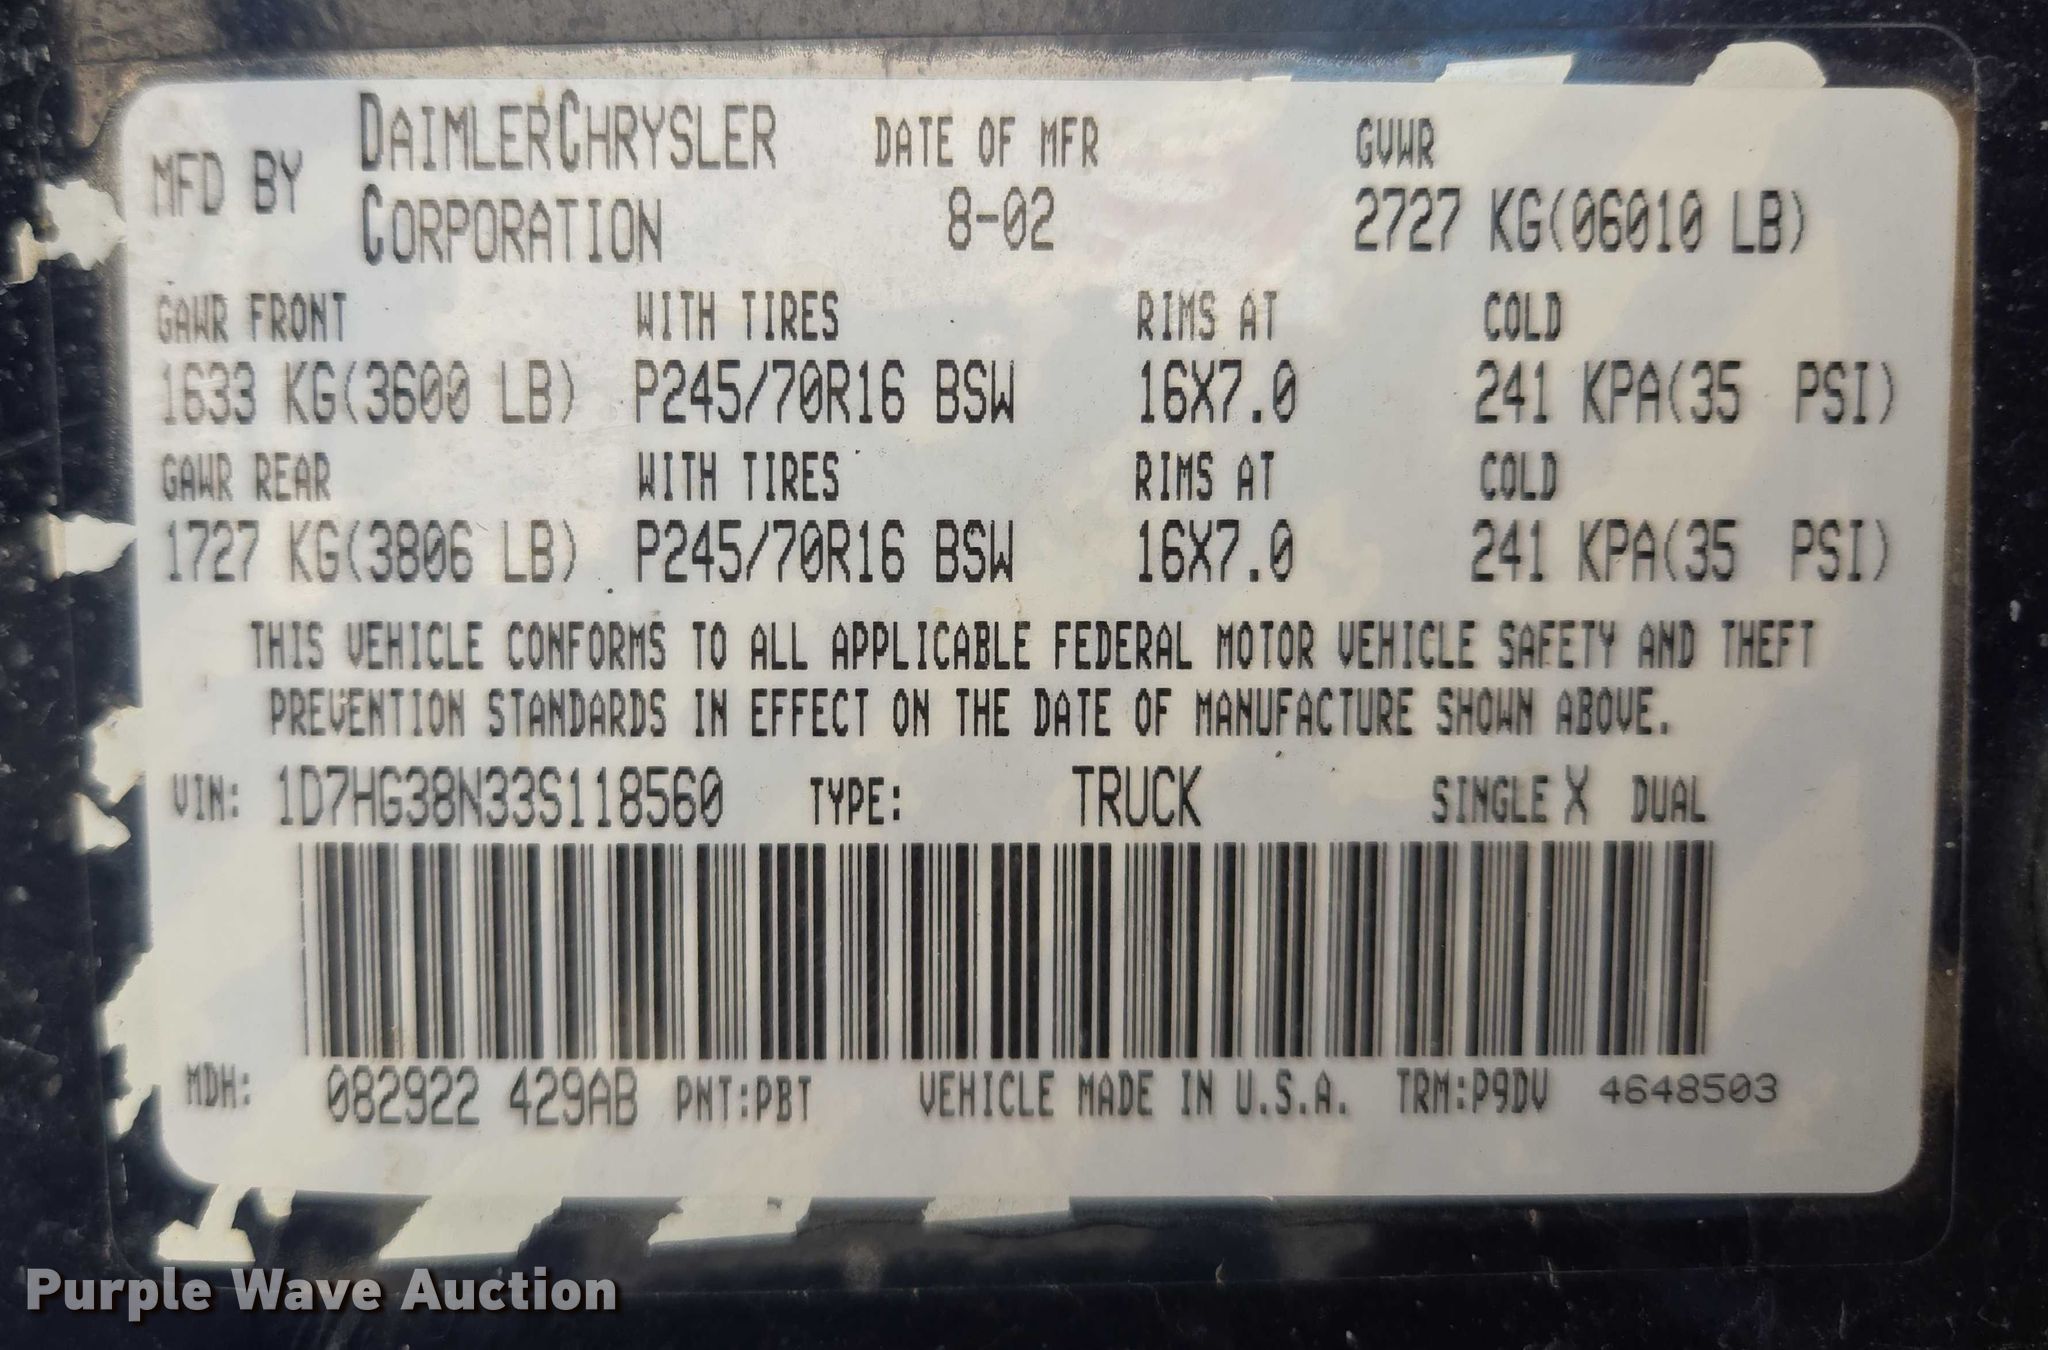 MFD BY DAIMLERCHRYSLER CORPORATION
DATE OF MFR
8-02
GVWR
2727 KG(06010 LB)
GAWR FRONT WITH TIRES RIMS AT COLD
1633 KG(3600 LB) P245/70R16 BSW 16X7.0 241 KPA(35 PSI)
GAWR REAR WITH TIRES RIMS AT COLD
1727 KG(3806 LB) P245/70R16 BSW 16X7.0 241 KPA(35 PSI)
THIS VEHICLE CONFORMS TO ALL APPLICABLE FEDERAL MOTOR VEHICLE SAFETY AND THEFT
PREVENTION STANDARDS IN EFFECT ON THE DATE OF MANUFACTURE SHOWN ABOVE.
VIN: 1D7HG38N33S118560 TYPE: TRUCK SINGLE X DUAL
MDH: 082922 429AB PNT:PBT VEHICLE MADE IN U.S.A. TRM:P9DV 4648503
Purple Wave Auction